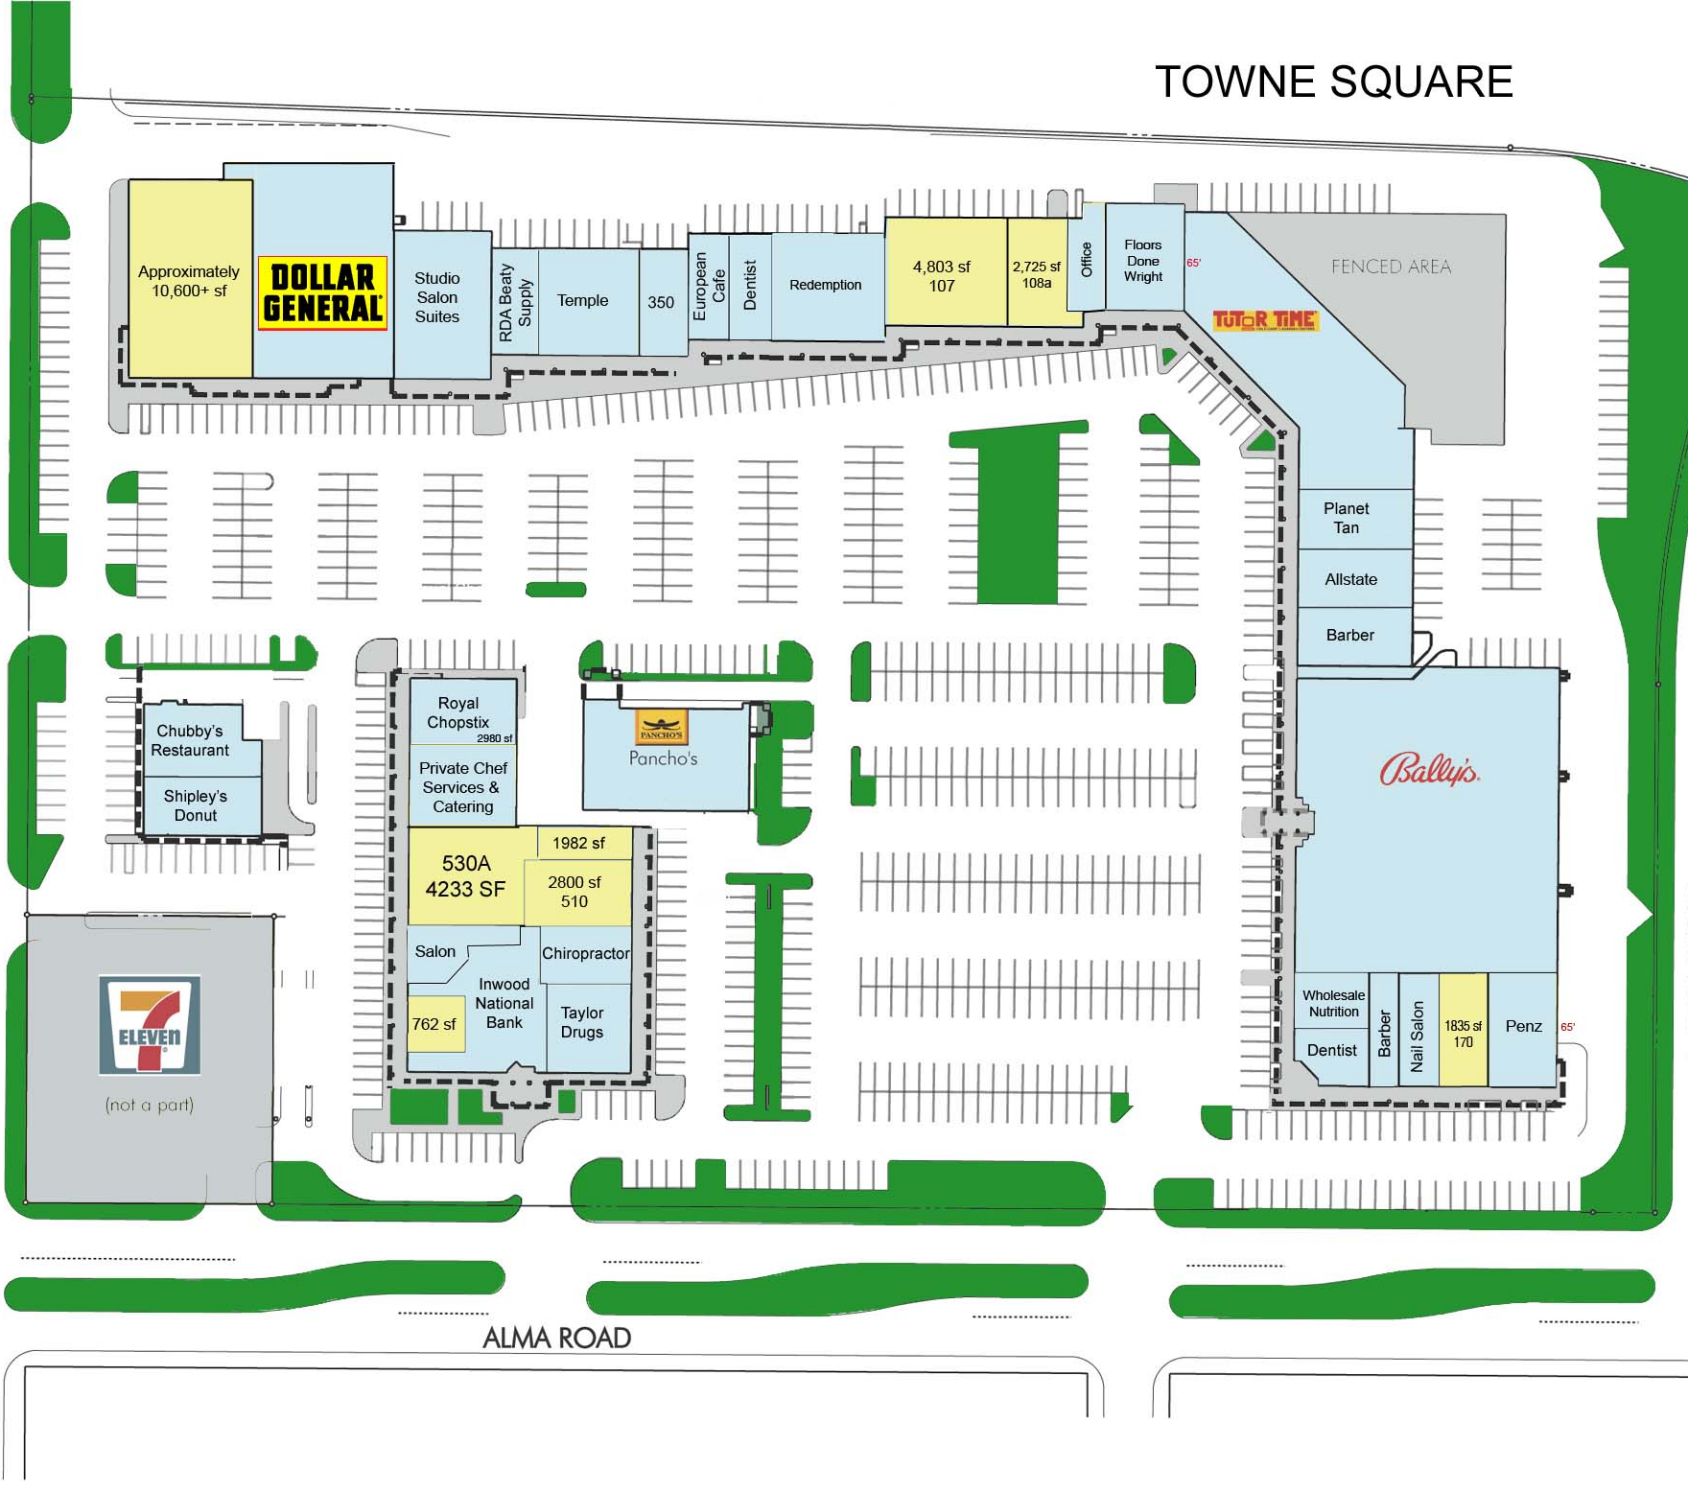 TOWNE SQUARE
Approximately
10,600+ sf
DOLLAR
GENERAL
Studio
Salon
Suites
RDA Beaty
Supply
Temple
350
European
Cafe
Dentist
Redemption
4,803 sf
107
2,725 sf
108a
Office
Floors
Done
Wright
65'
TUTOR TIME
FENCED AREA
Planet
Tan
Allstate
Barber
Bally's
Chubby's
Restaurant
Shipley's
Donut
Royal
Chopstix
2980 sf
Private Chef
Services &
Catering
PANCHO'S
Pancho's
530A
4233 SF
1982 sf
2800 sf
510
Salon
Chiropractor
Inwood
National
Bank
762 sf
Taylor
Drugs
7
ELEVEn
(not a part)
Wholesale
Nutrition
Dentist
Barber
Nail Salon
1835 sf
170
Penz
65'
ALMA ROAD